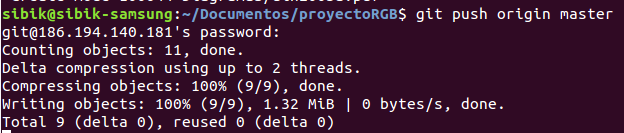 sibik@sibik-samsung:~/Documentos/proyectoRGB$ git push origin master
git@186.194.140.181's password:
Counting objects: 11, done.
Delta compression using up to 2 threads.
Compressing objects: 100% (9/9), done.
Writing objects: 100% (9/9), 1.32 MiB | 0 bytes/s, done.
Total 9 (delta 0), reused 0 (delta 0)